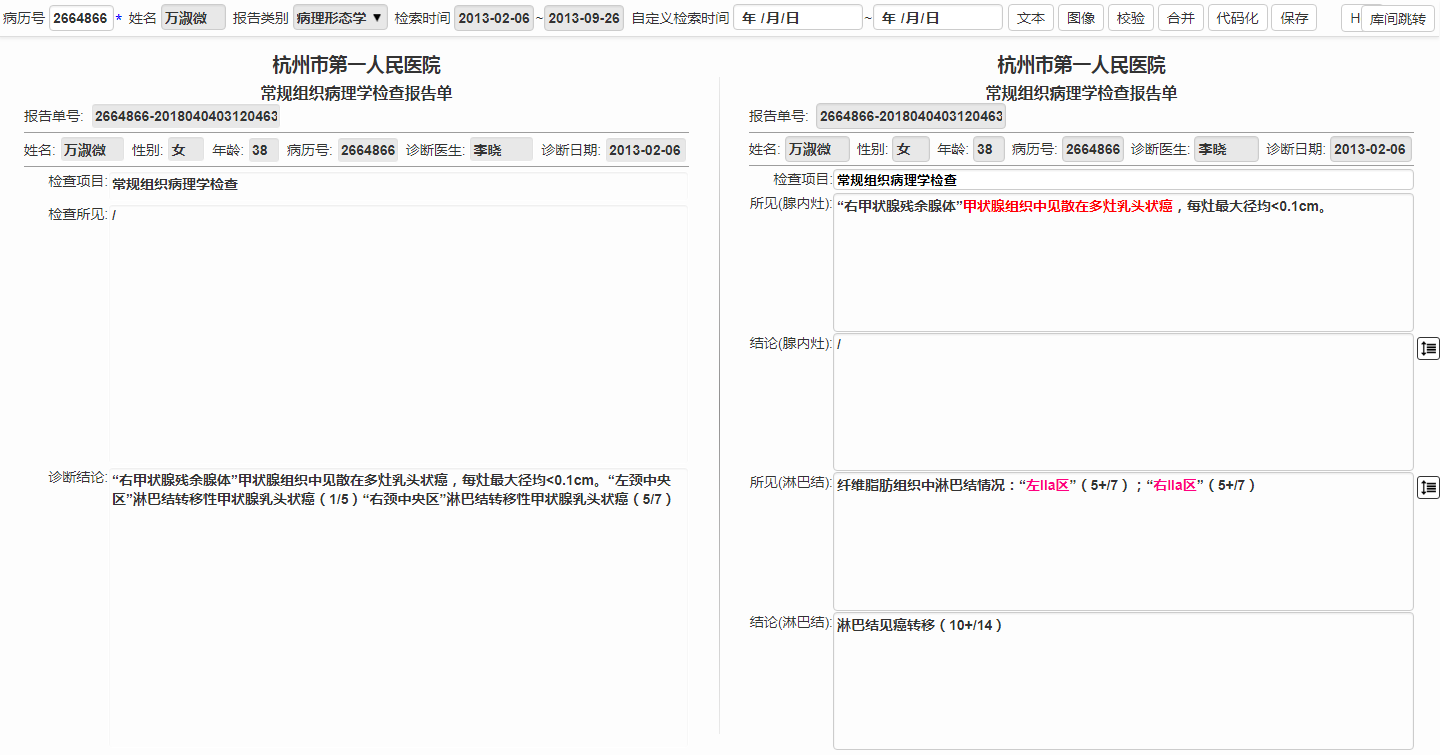 病历号 2664866 * 姓名 万淑微 报告类别 病理形态学 ▼ 检索时间 2013-02-06 ~ 2013-09-26 自定义检索时间 年 /月/日 ~ 年 /月/日 文本 图像 校验 合并 代码化 保存 H 库间跳转
杭州市第一人民医院
常规组织病理学检查报告单
报告单号: 2664866-2018040403120463
姓名: 万淑微 性别: 女 年龄: 38 病历号: 2664866 诊断医生: 李晓 诊断日期: 2013-02-06
检查项目: 常规组织病理学检查
检查所见: /
诊断结论: “右甲状腺残余腺体”甲状腺组织中见散在多灶乳头状癌，每灶最大径均<0.1cm。“左颈中央
区”淋巴结转移性甲状腺乳头状癌（1/5）“右颈中央区”淋巴结转移性甲状腺乳头状癌（5/7）
杭州市第一人民医院
常规组织病理学检查报告单
报告单号: 2664866-2018040403120463
姓名: 万淑微 性别: 女 年龄: 38 病历号: 2664866 诊断医生: 李晓 诊断日期: 2013-02-06
检查项目: 常规组织病理学检查
所见(腺内灶): “右甲状腺残余腺体”甲状腺组织中见散在多灶乳头状癌，每灶最大径均<0.1cm。
结论(腺内灶): /
所见(淋巴结): 纤维脂肪组织中淋巴结情况：“左IIa区”（5+/7）；“右IIa区”（5+/7）
结论(淋巴结): 淋巴结见癌转移（10+/14）